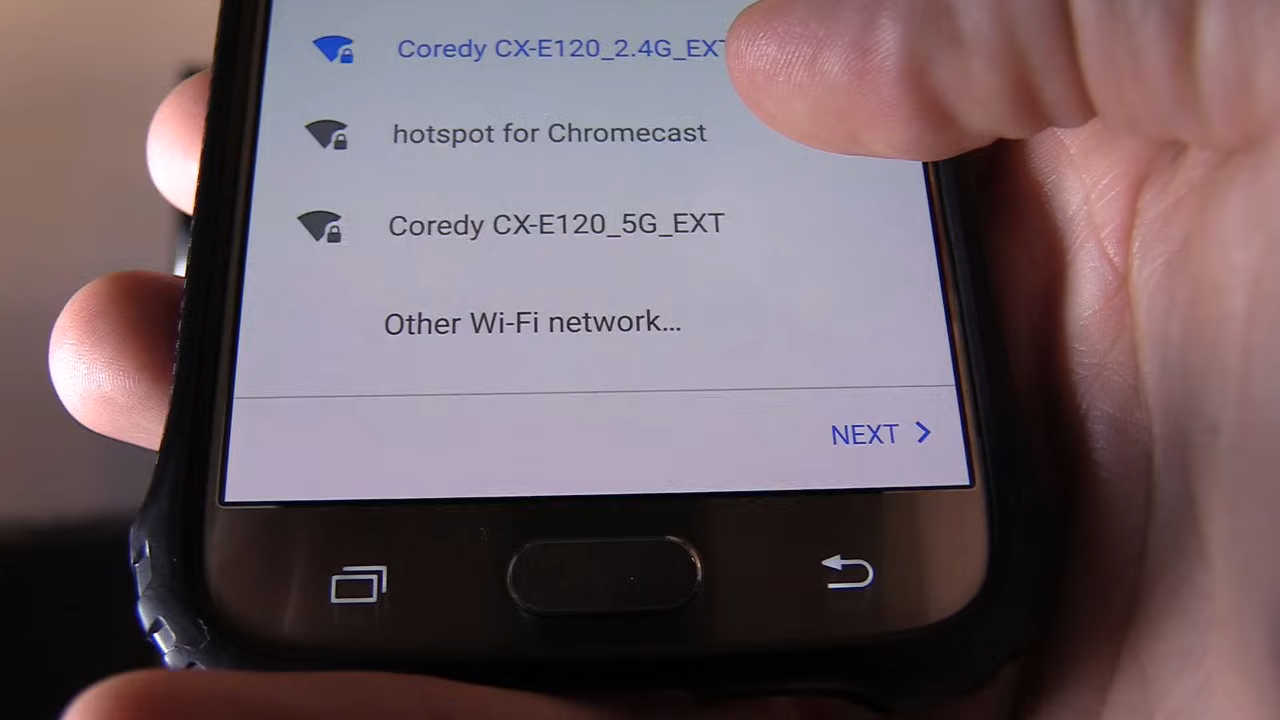 Coredy CX-E120_2.4G_EXT
hotspot for Chromecast
Coredy CX-E120_5G_EXT
Other Wi-Fi network...
NEXT